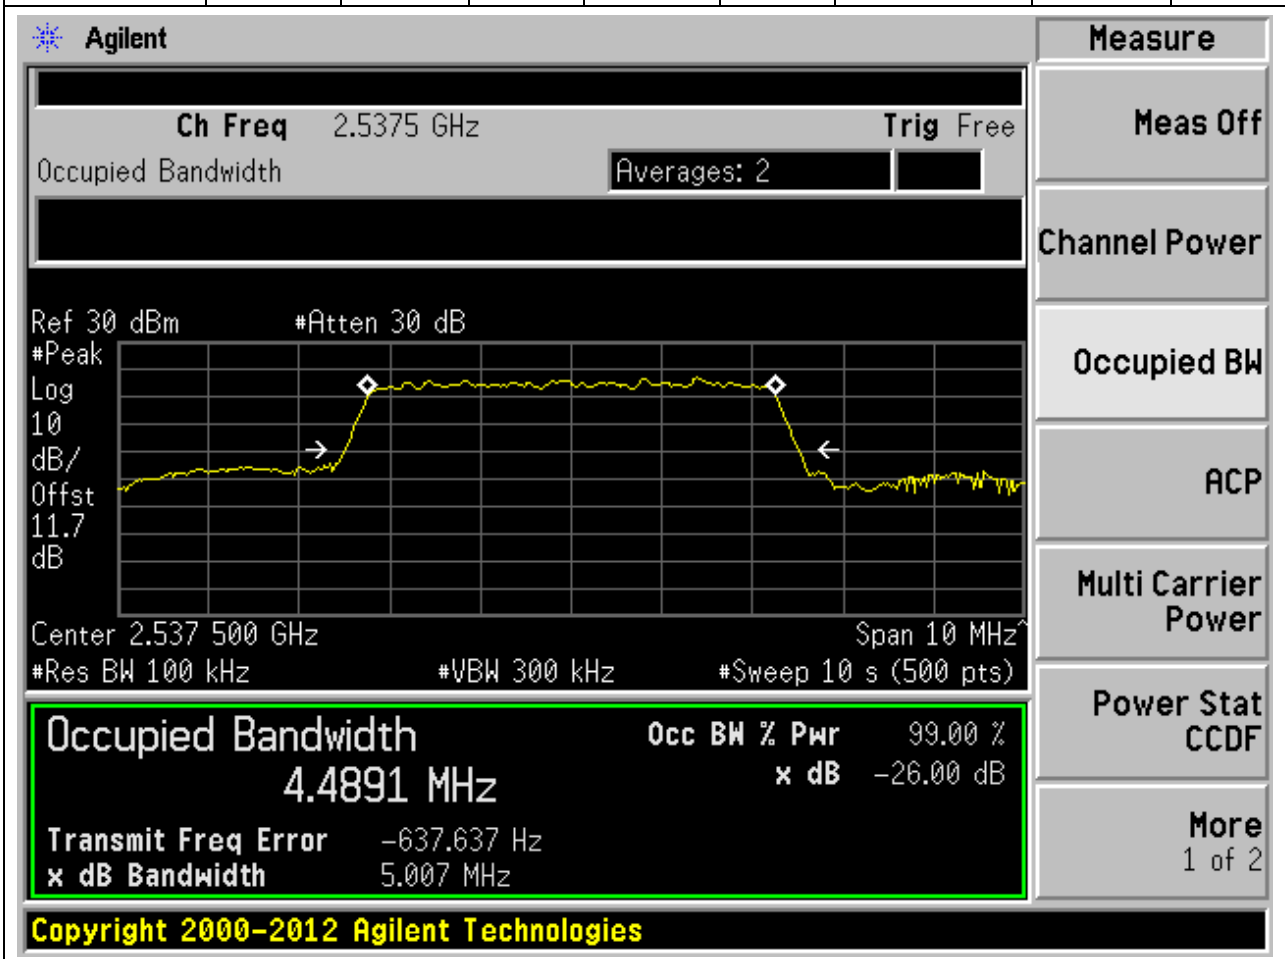 Agilent
Measure
Ch Freq 2.5375 GHz Trig Free
Occupied Bandwidth Averages: 2
Ref 30 dBm #Atten 30 dB
#Peak
Log
10
dB/
Offst
11.7
dB
Center 2.537 500 GHz Span 10 MHz^
#Res BW 100 kHz #VBW 300 kHz #Sweep 10 s (500 pts)
Occupied Bandwidth Occ BW % Pwr 99.00 %
4.4891 MHz x dB -26.00 dB
Transmit Freq Error -637.637 Hz
x dB Bandwidth 5.007 MHz
Copyright 2000-2012 Agilent Technologies
Meas Off
Channel Power
Occupied BW
ACP
Multi Carrier
Power
Power Stat
CCDF
More
1 of 2